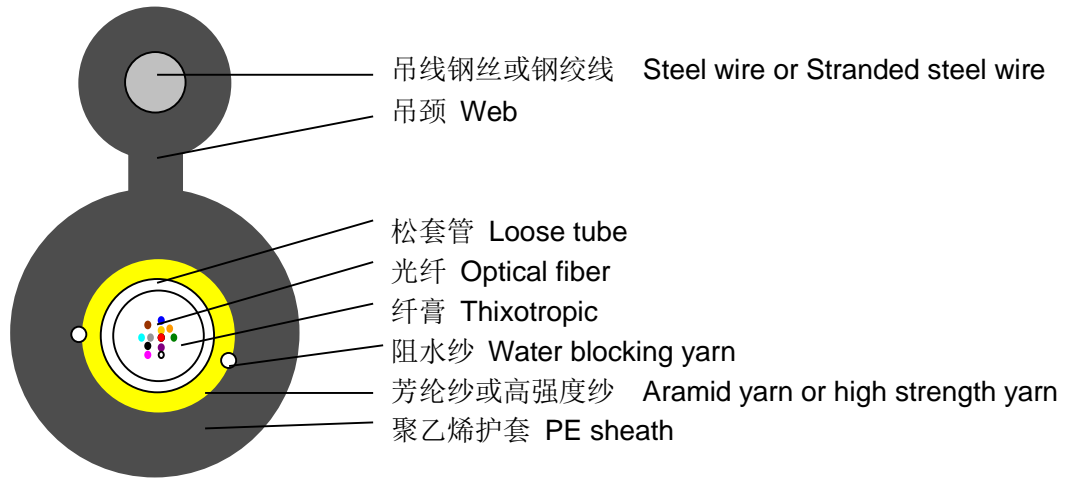 吊线钢丝或钢绞线 Steel wire or Stranded steel wire
吊颈 Web
松套管 Loose tube
光纤 Optical fiber
纤膏 Thixotropic
阻水纱 Water blocking yarn
芳纶纱或高强度纱 Aramid yarn or high strength yarn
聚乙烯护套 PE sheath